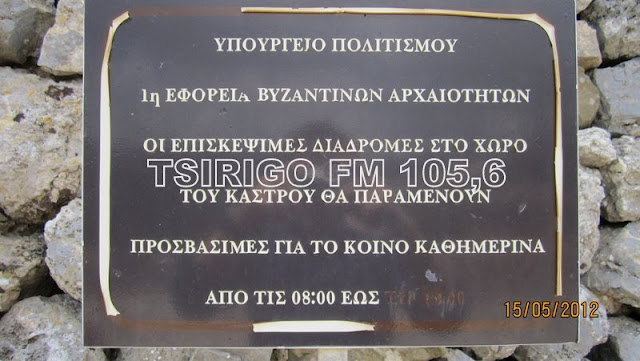 ΥΠΟΥΡΓΕΙΟ ΠΟΛΙΤΙΣΜΟΥ
1η ΕΦΟΡΕΙΑ ΒΥΖΑΝΤΙΝΩΝ ΑΡΧΑΙΟΤΗΤΩΝ
ΟΙ ΕΠΙΣΚΕΨΙΜΕΣ ΔΙΑΔΡΟΜΕΣ ΣΤΟ ΧΩΡΟ
TSIRIGO FM 105,6
ΤΟΥ ΚΑΣΤΡΟΥ ΘΑ ΠΑΡΑΜΕΝΟΥΝ
ΠΡΟΣΒΑΣΙΜΕΣ ΓΙΑ ΤΟ ΚΟΙΝΟ ΚΑΘΗΜΕΡΙΝΑ
ΑΠΟ ΤΙΣ 08:00 ΕΩΣ
15/05/2012